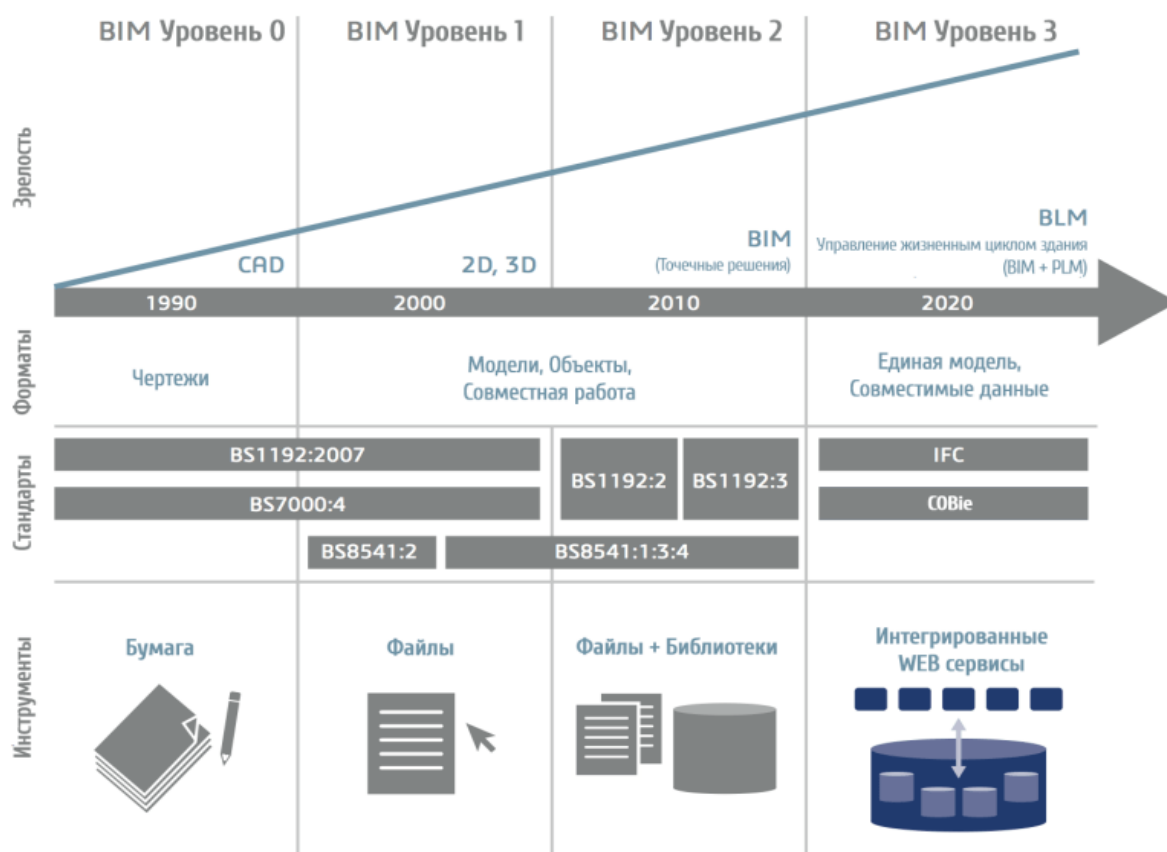 BIM Уровень 0
BIM Уровень 1
BIM Уровень 2
BIM Уровень 3
Зрелость
CAD
2D, 3D
BIM
(Точечные решения)
BLM
Управление жизненным циклом здания
(BIM + PLM)
1990
2000
2010
2020
Форматы
Чертежи
Модели, Объекты,
Совместная работа
Единая модель,
Совместимые данные
Стандарты
BS1192:2007
BS7000:4
BS8541:2
BS8541:1:3:4
BS1192:2
BS1192:3
IFC
COBie
Инструменты
Бумага
Файлы
Файлы + Библиотеки
Интегрированные
WEB сервисы